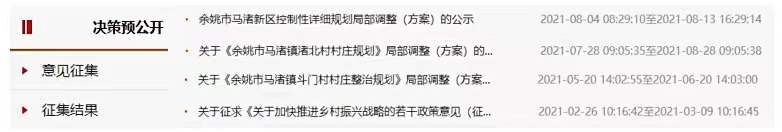 决策预公开
意见征集
征集结果
余姚市马渚新区控制性详细规划局部调整（方案）的公示 2021-08-04 08:29:10至2021-08-13 16:29:14
关于《余姚市马渚镇渚北村村庄规划》局部调整（方案）的... 2021-07-28 09:05:35至2021-08-28 09:05:38
关于《余姚市马渚镇斗门村村庄整治规划》局部调整（方案... 2021-05-20 14:02:55至2021-06-20 14:03:00
关于征求《关于加快推进乡村振兴战略的若干政策意见（征... 2021-02-26 10:16:42至2021-03-09 10:16:45